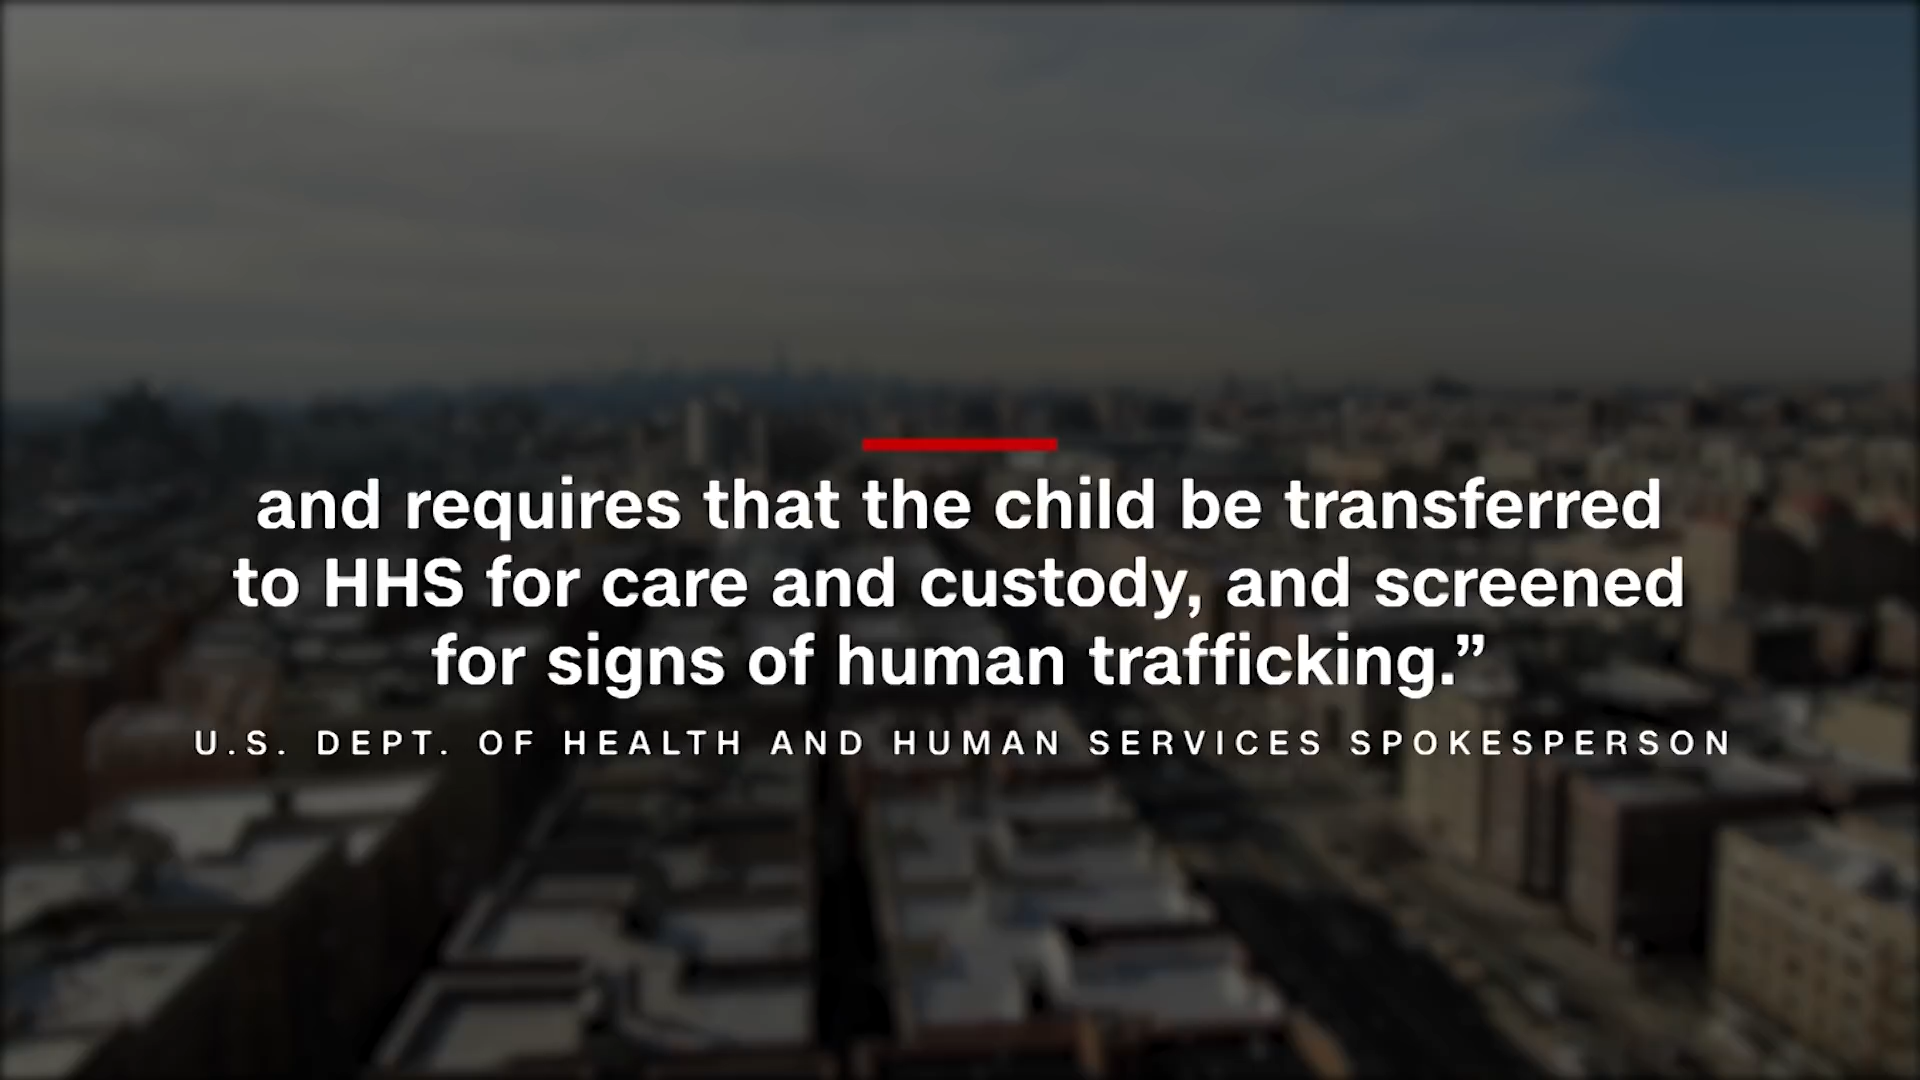 and requires that the child be transferred
to HHS for care and custody, and screened
for signs of human trafficking.”
U.S. DEPT. OF HEALTH AND HUMAN SERVICES SPOKESPERSON